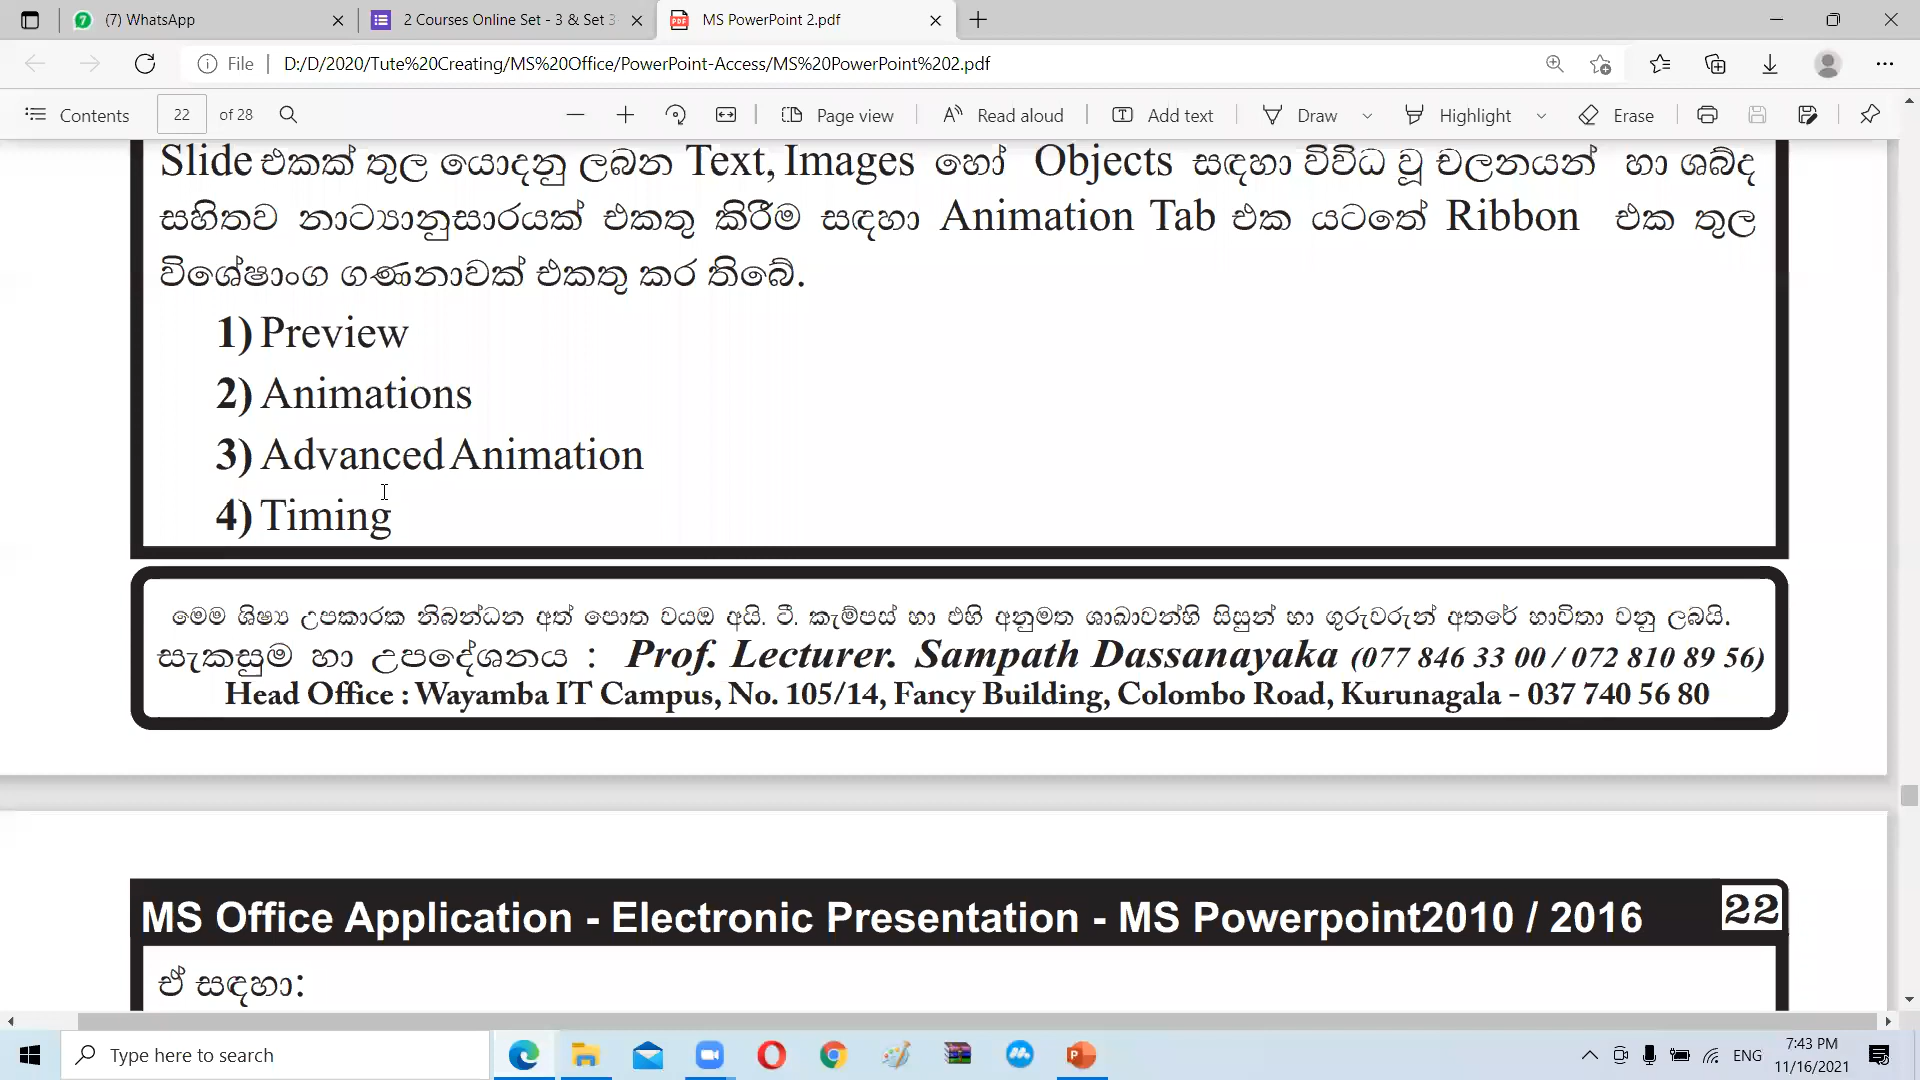 (7) WhatsApp
2 Courses Online Set - 3 & Set 3
MS PowerPoint 2.pdf
File
D:/D/2020/Tute%20Creating/MS%20Office/PowerPoint-Access/MS%20PowerPoint%202.pdf
Contents 22 of 28 Page view Read aloud Add text Draw Highlight Erase
Slide එකක් තුල යොදනු ලබන Text, Images හෝ Objects සඳහා විවිධ වූ චලනයන් හා ශබ්ද
සහිතව නාට්‍යානුසාරයක් එකතු කිරීම සඳහා Animation Tab එක යටතේ Ribbon එක තුල
විශේෂාංග ගණනාවක් එකතු කර තිබේ.
1) Preview
2) Animations
3) Advanced Animation
4) Timing
මෙම ශිෂ්‍ය උපකාරක නිබන්ධන අත් පොත වයඹ අයි. ටී. කැම්පස් හා එහි අනුමත ශාඛාවන්හි සිසුන් හා ගුරුවරුන් අතරේ භාවිතා වනු ලබයි.
සැකසුම හා උපදේශනය : Prof. Lecturer. Sampath Dassanayaka (077 846 33 00 / 072 810 89 56)
Head Office : Wayamba IT Campus, No. 105/14, Fancy Building, Colombo Road, Kurunagala - 037 740 56 80
MS Office Application - Electronic Presentation - MS Powerpoint2010 / 2016 22
ඒ සඳහා:
Type here to search
ENG
7:43 PM
11/16/2021